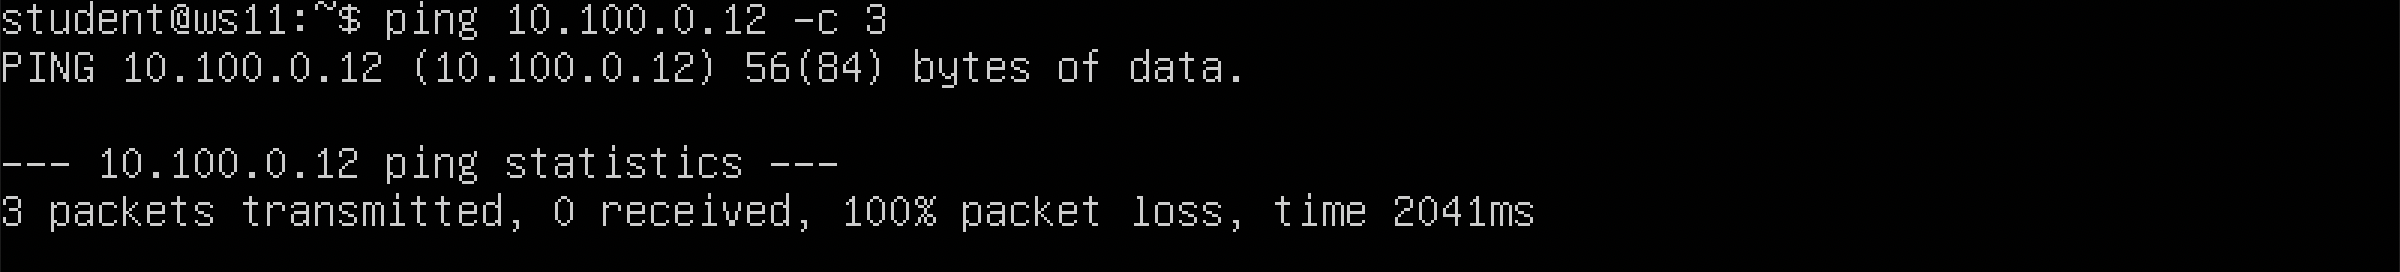 student@ws11:~$ ping 10.100.0.12 -c 3
PING 10.100.0.12 (10.100.0.12) 56(84) bytes of data.
--- 10.100.0.12 ping statistics ---
3 packets transmitted, 0 received, 100% packet loss, time 2041ms